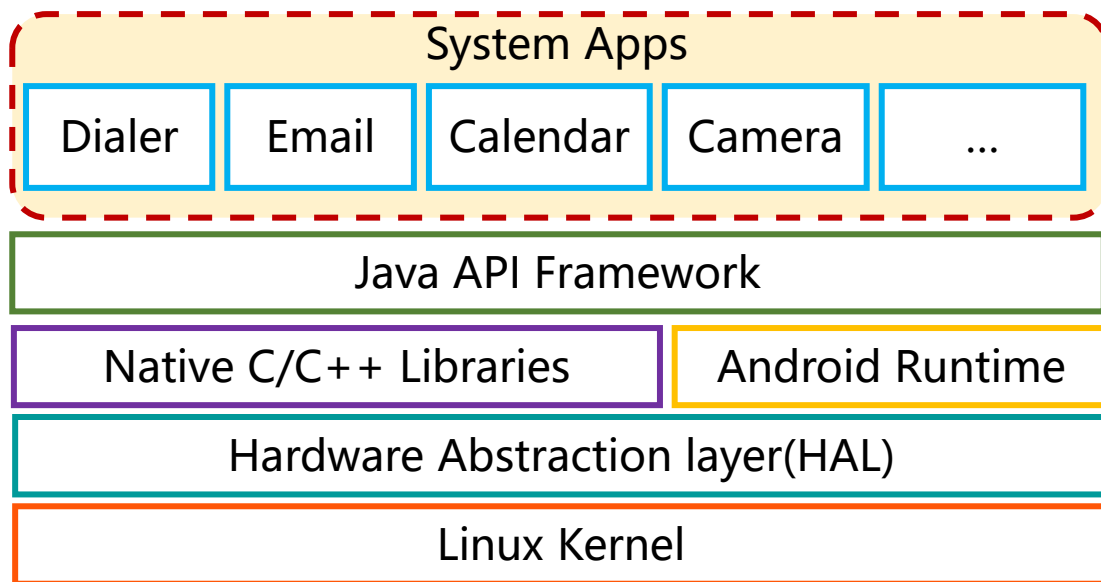 System Apps
Dialer Email Calendar Camera ...
Java API Framework
Native C/C++ Libraries Android Runtime
Hardware Abstraction layer(HAL)
Linux Kernel